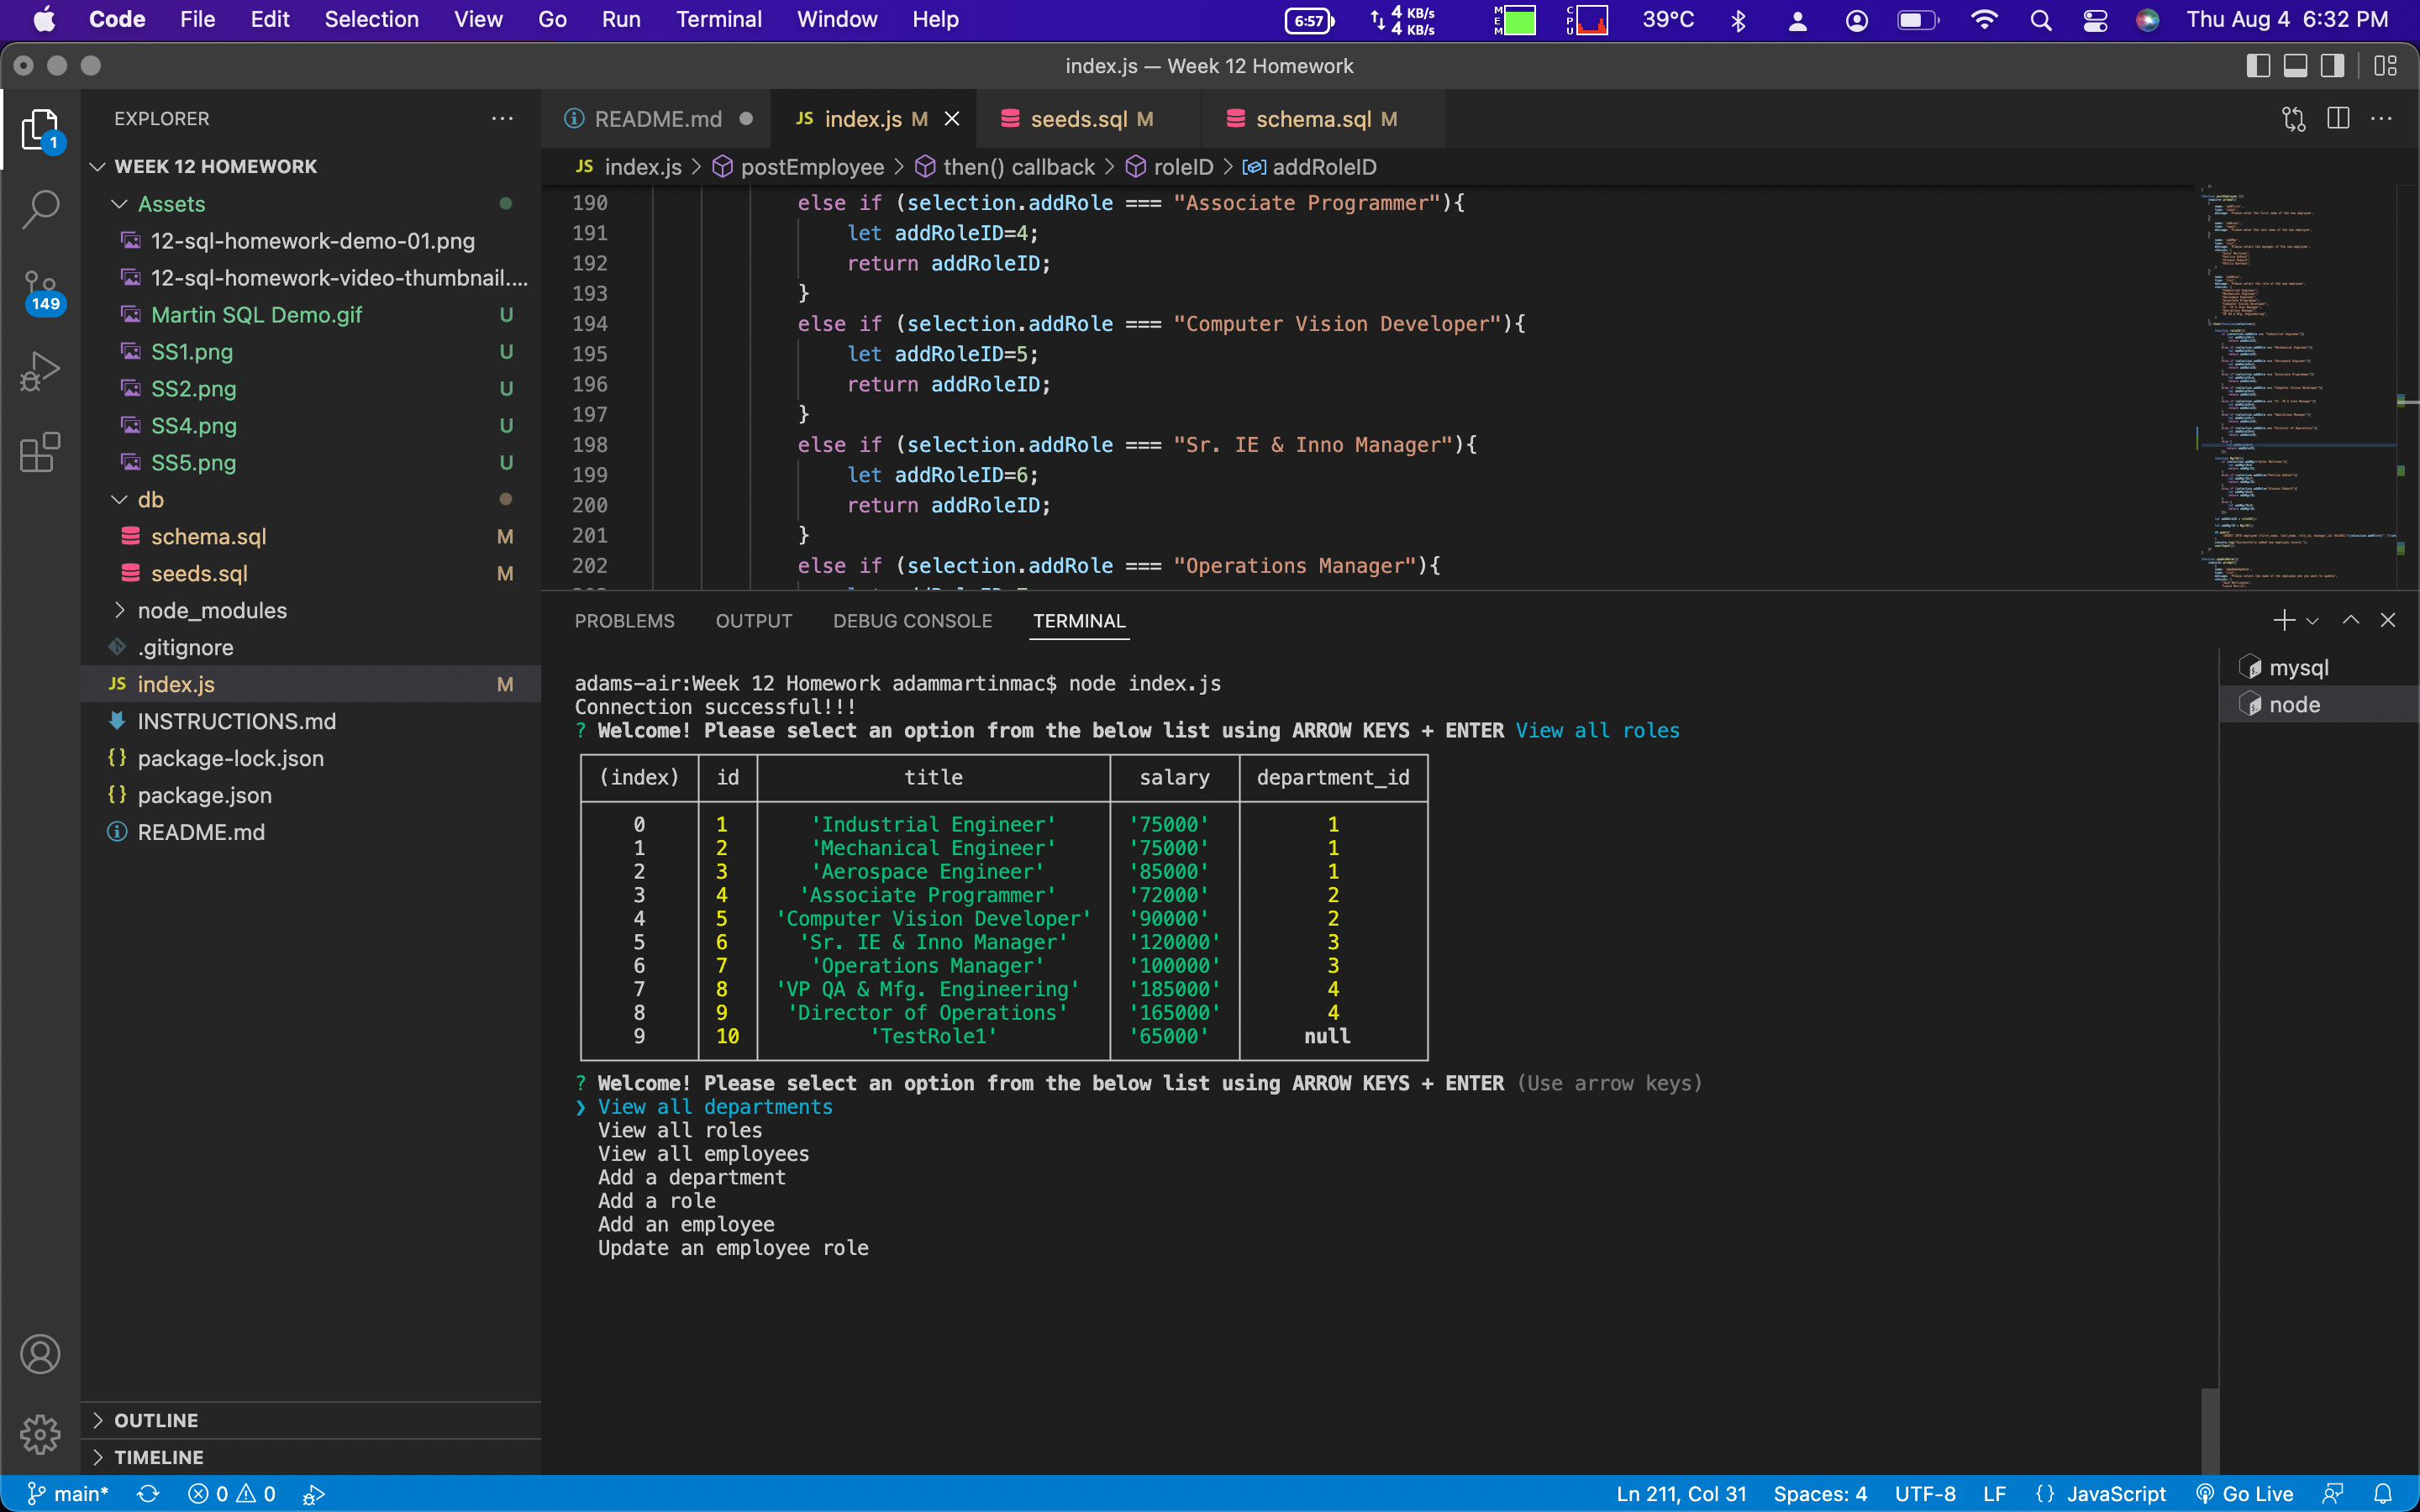 Code File Edit Selection View Go Run Terminal Window Help 6:57 4 KB/s 4 KB/s MEM CPU 39°C Thu Aug 4 6:32 PM
index.js — Week 12 Homework
EXPLORER
README.md
JS index.js M
seeds.sql M
schema.sql M
1
WEEK 12 HOMEWORK
JS index.js > postEmployee > then() callback > roleID > addRoleID
Assets
12-sql-homework-demo-01.png
12-sql-homework-video-thumbnail....
149
Martin SQL Demo.gif U
SS1.png U
SS2.png U
SS4.png U
SS5.png U
db
schema.sql M
seeds.sql M
node_modules
.gitignore
JS index.js M
INSTRUCTIONS.md
{} package-lock.json
{} package.json
README.md
OUTLINE
TIMELINE
190 else if (selection.addRole === "Associate Programmer"){
191 let addRoleID=4;
192 return addRoleID;
193 }
194 else if (selection.addRole === "Computer Vision Developer"){
195 let addRoleID=5;
196 return addRoleID;
197 }
198 else if (selection.addRole === "Sr. IE & Inno Manager"){
199 let addRoleID=6;
200 return addRoleID;
201 }
202 else if (selection.addRole === "Operations Manager"){
PROBLEMS OUTPUT DEBUG CONSOLE TERMINAL
mysql
node
adams-air:Week 12 Homework adammartinmac$ node index.js
Connection successful!!!
? Welcome! Please select an option from the below list using ARROW KEYS + ENTER View all roles
(index) id title salary department_id
0 1 'Industrial Engineer' '75000' 1
1 2 'Mechanical Engineer' '75000' 1
2 3 'Aerospace Engineer' '85000' 1
3 4 'Associate Programmer' '72000' 2
4 5 'Computer Vision Developer' '90000' 2
5 6 'Sr. IE & Inno Manager' '120000' 3
6 7 'Operations Manager' '100000' 3
7 8 'VP QA & Mfg. Engineering' '185000' 4
8 9 'Director of Operations' '165000' 4
9 10 'TestRole1' '65000' null
? Welcome! Please select an option from the below list using ARROW KEYS + ENTER (Use arrow keys)
❯ View all departments
View all roles
View all employees
Add a department
Add a role
Add an employee
Update an employee role
main* 0 0 Ln 211, Col 31 Spaces: 4 UTF-8 LF {} JavaScript Go Live